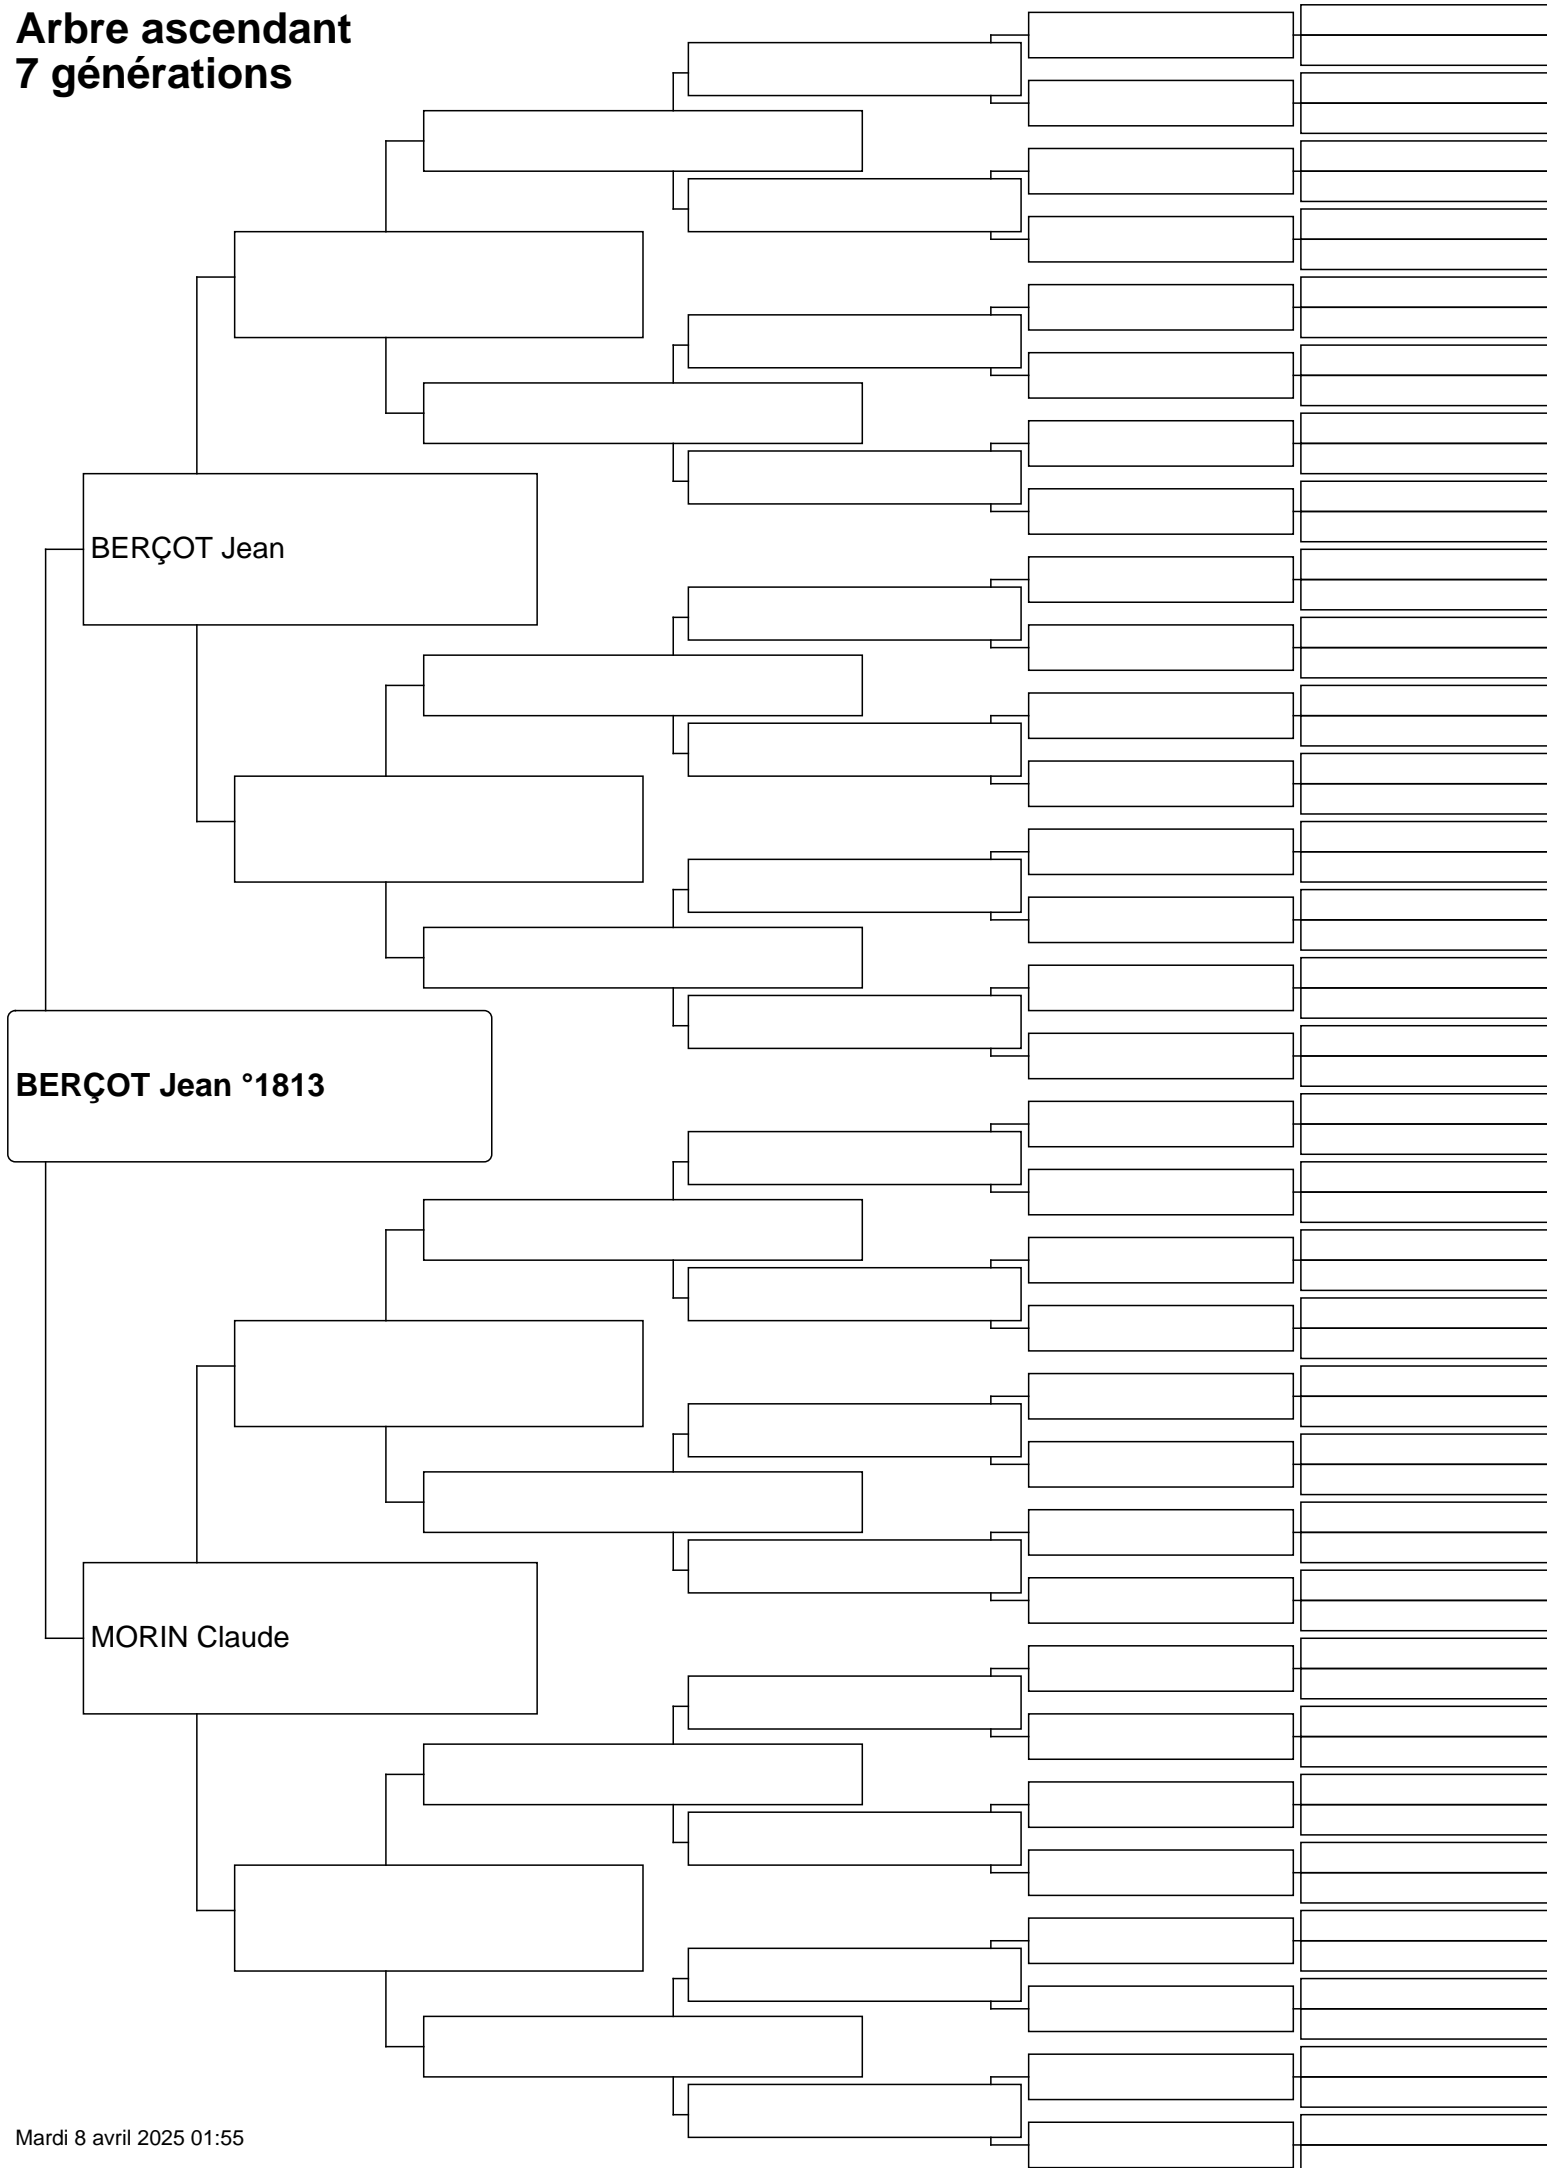 Arbre ascendant
7 générations
BERÇOT Jean
BERÇOT Jean °1813
MORIN Claude
Mardi 8 avril 2025 01:55